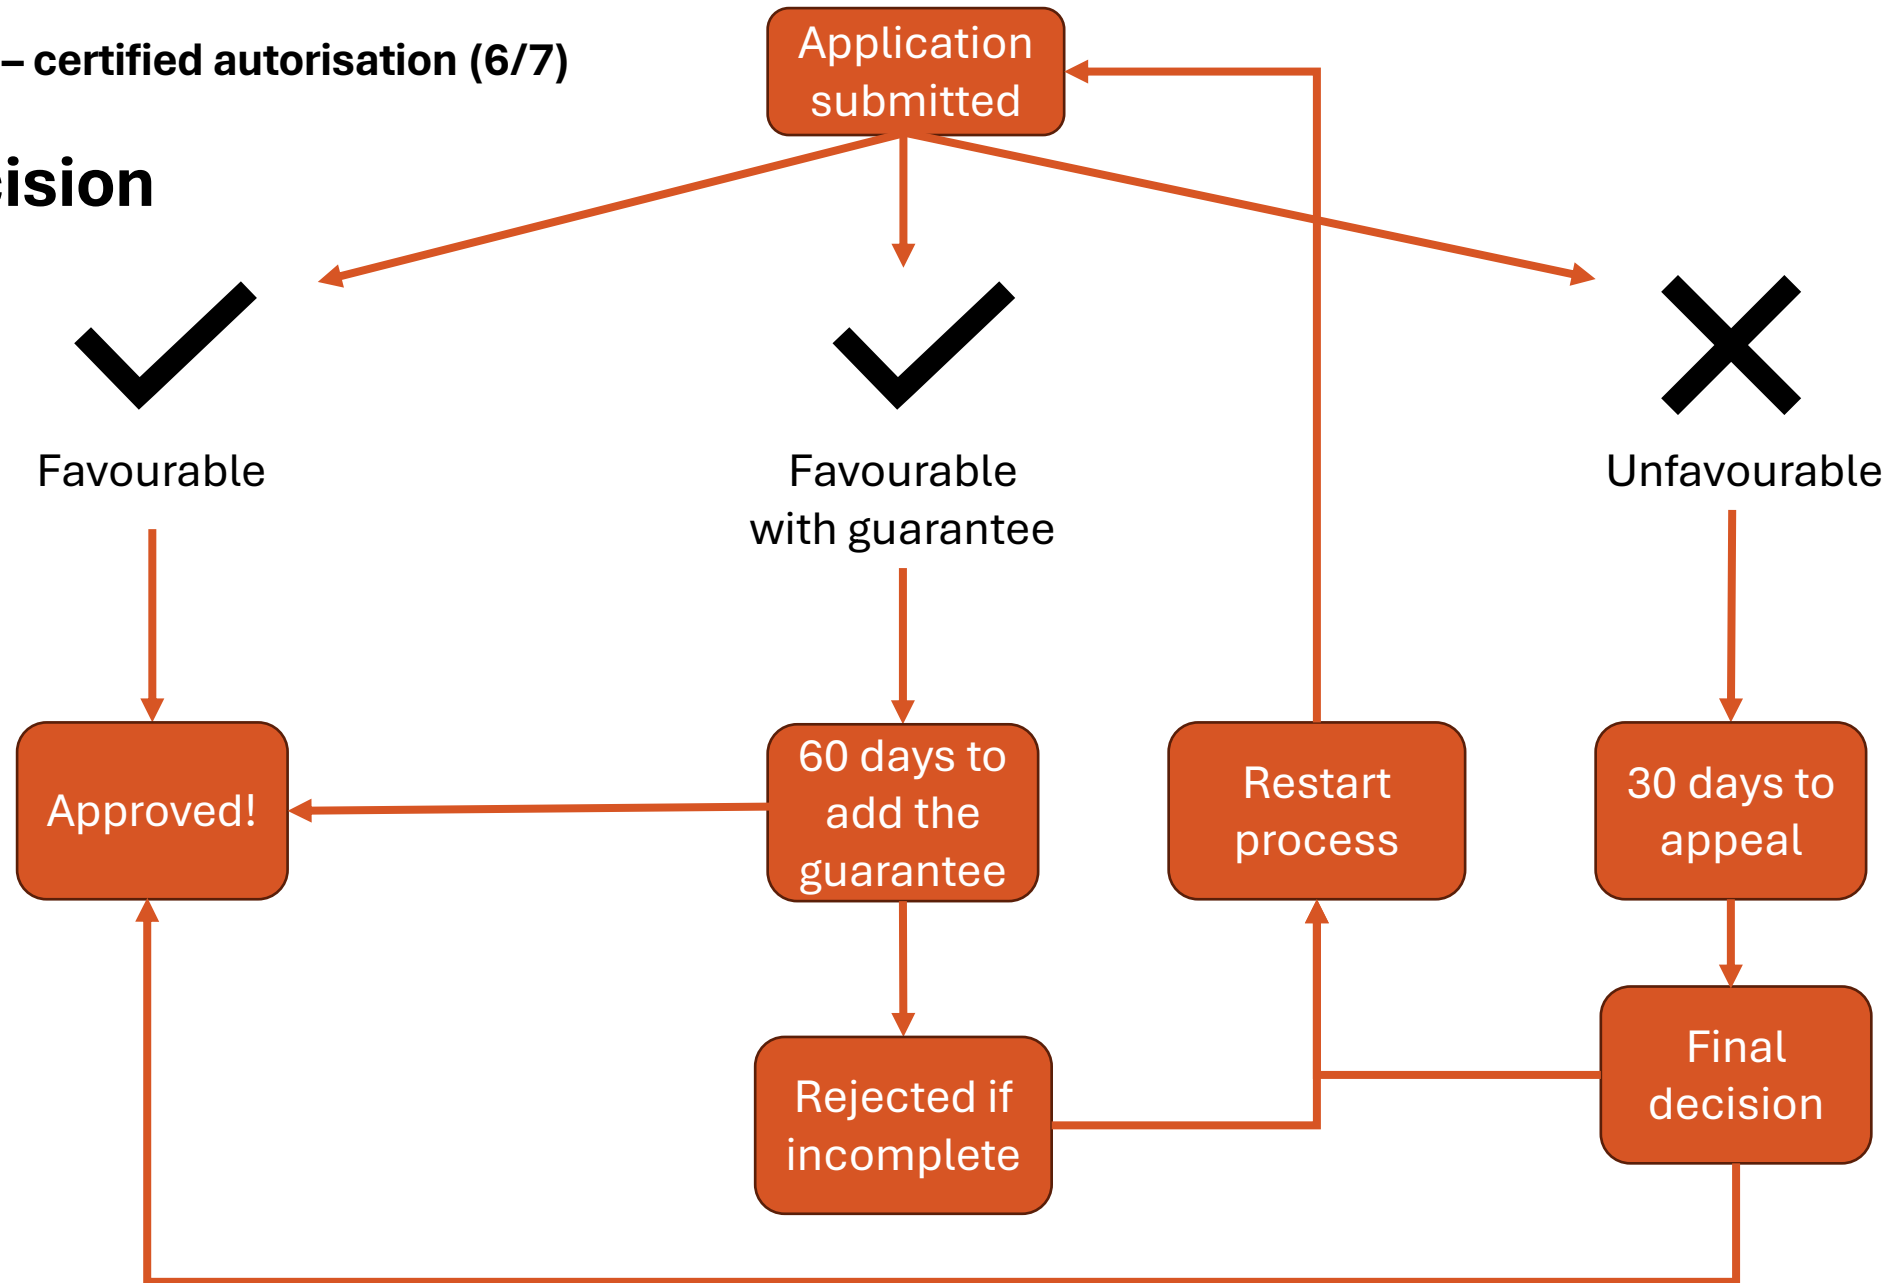 – certified autorisation (6/7)
cision
Application
submitted
Favourable
Favourable
with guarantee
Unfavourable
Approved!
60 days to
add the
guarantee
Restart
process
30 days to
appeal
Rejected if
incomplete
Final
decision